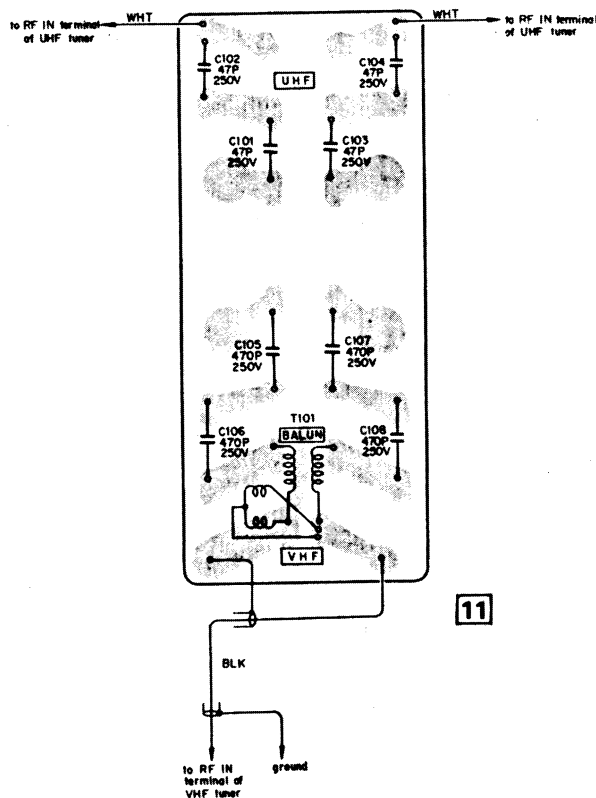 WHT
to RF IN terminal
of UHF tuner
WHT
to RF IN terminal
of UHF tuner
C102
47P
250V
UHF
C104
47P
250V
C101
47P
250V
C103
47P
250V
C105
470P
250V
C107
470P
250V
T101
BALUN
C106
470P
250V
C108
470P
250V
VHF
11
BLK
to RF IN
terminal of
VHF tuner
ground